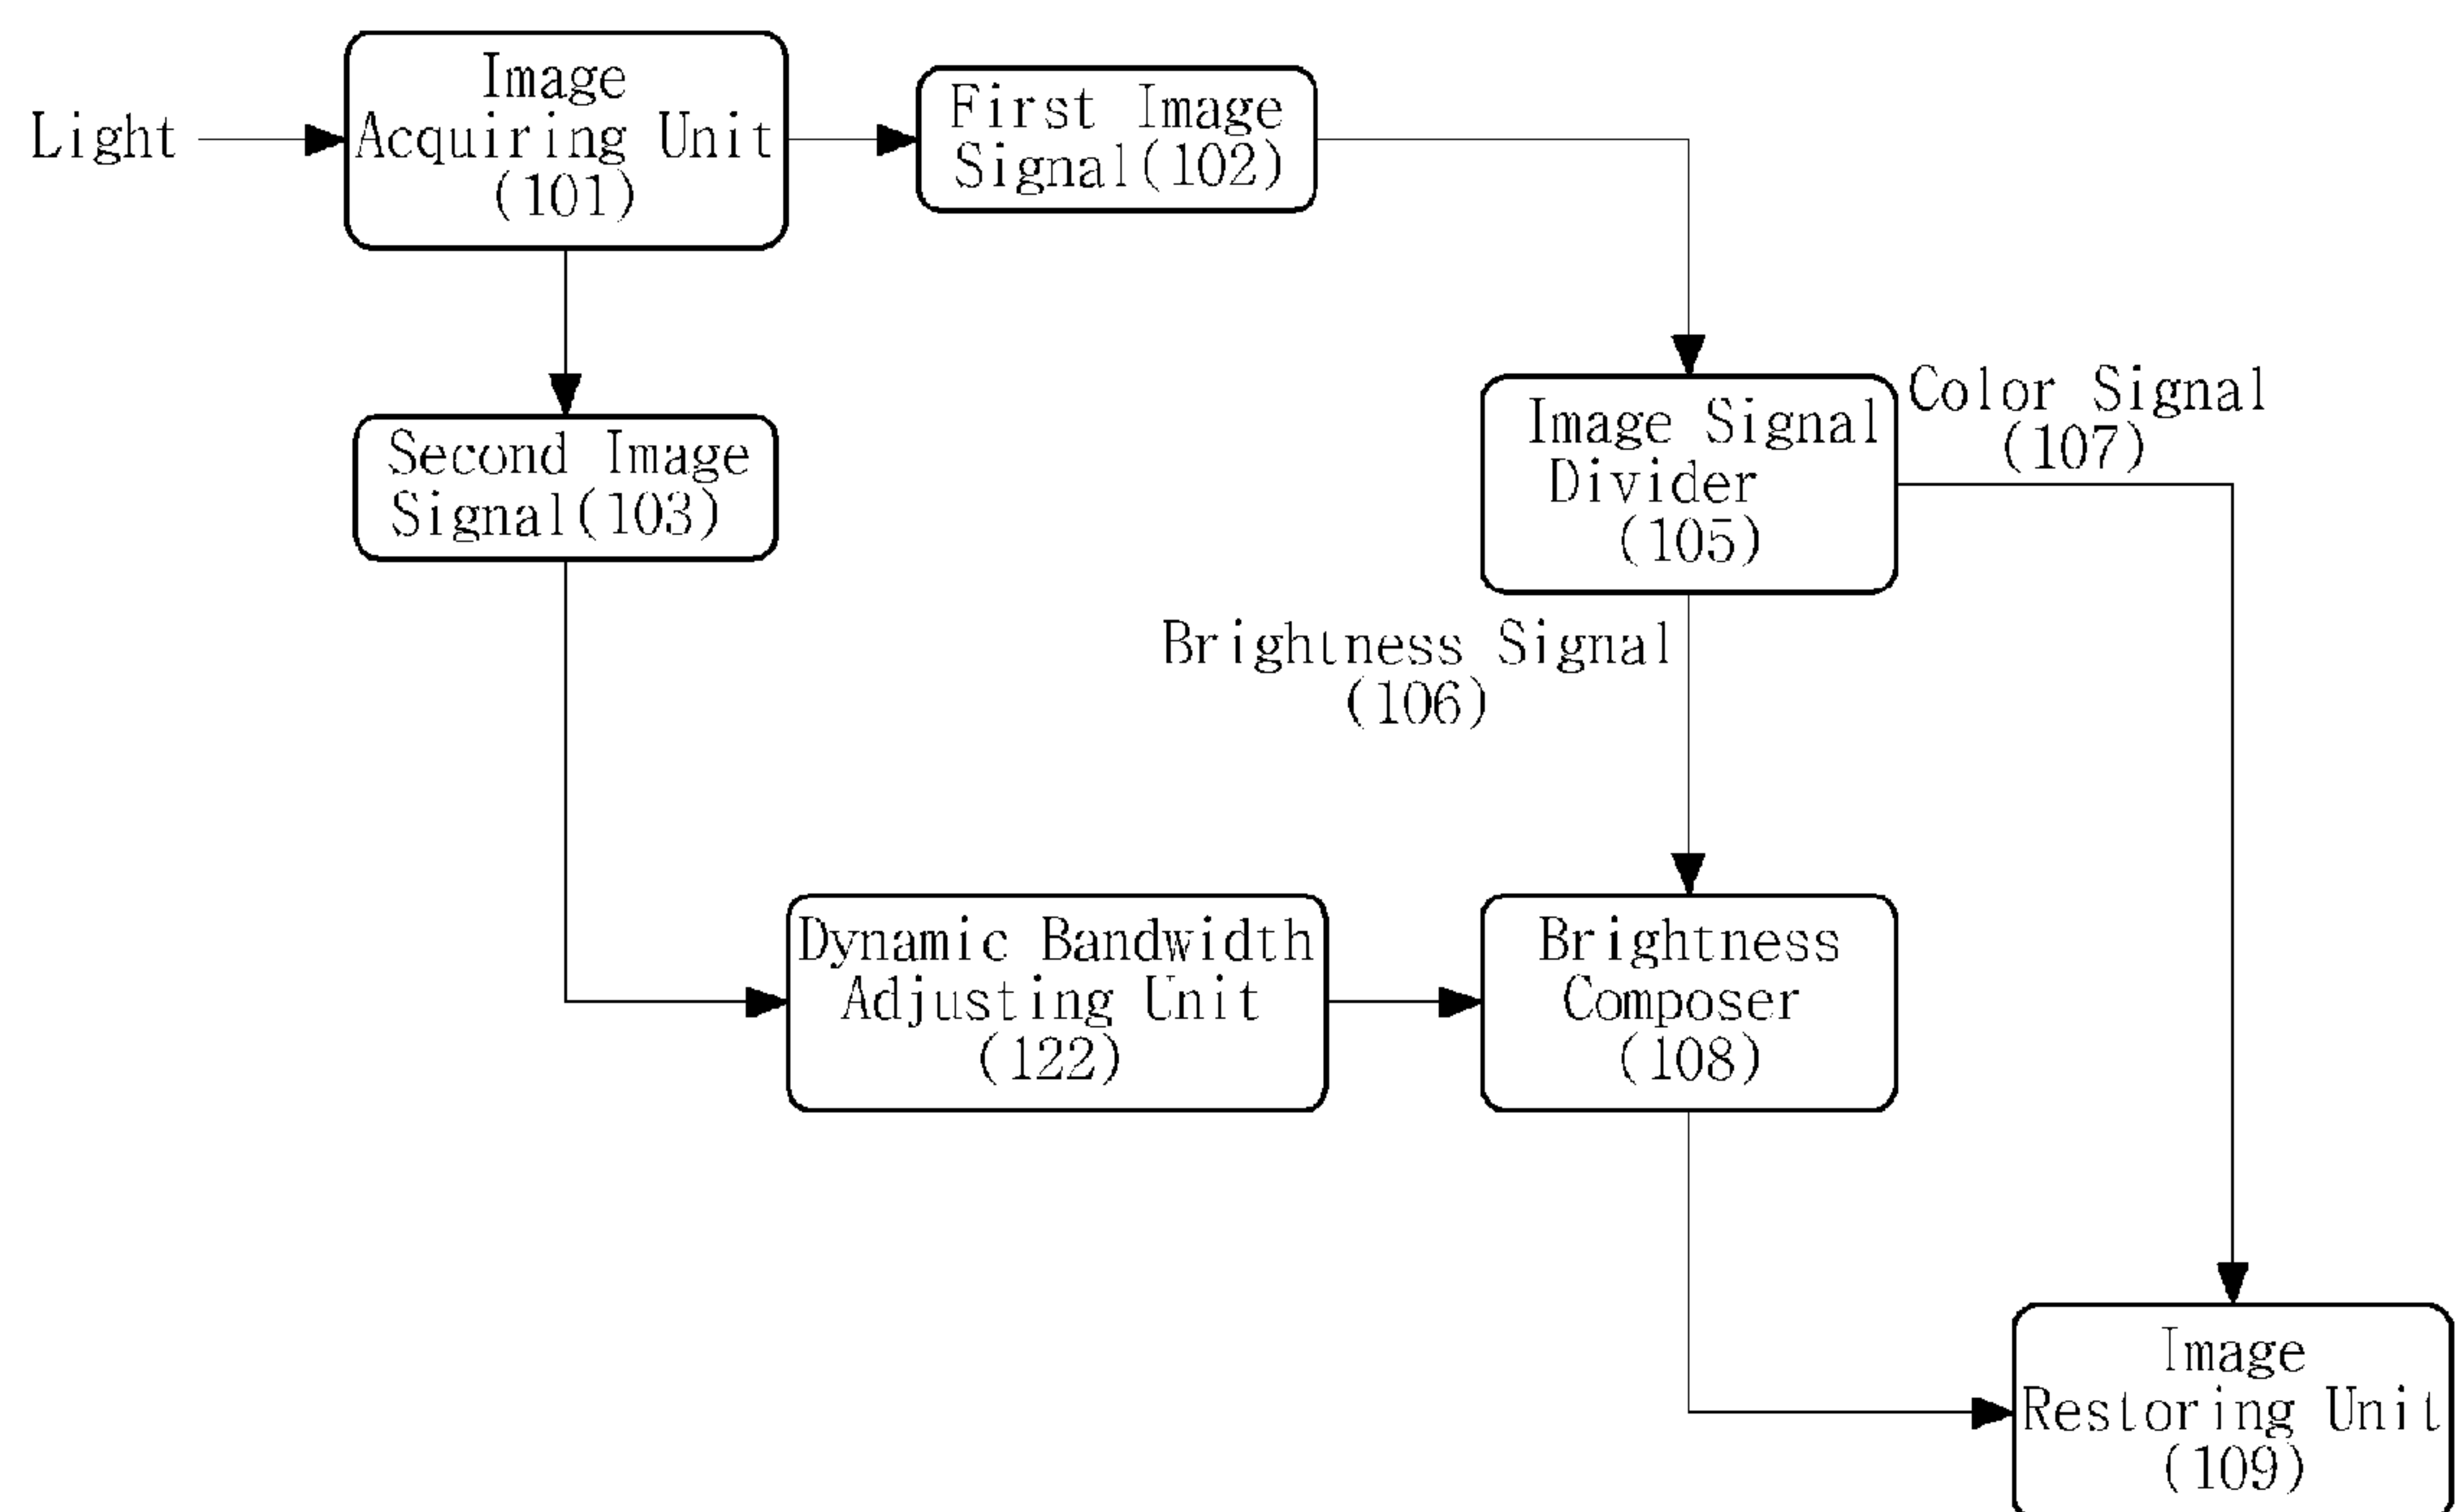 Light
Image
Acquiring Unit
(101)
First Image
Signal(102)
Second Image
Signal(103)
Image Signal
Divider
(105)
Color Signal
(107)
Brightness Signal
(106)
Dynamic Bandwidth
Adjusting Unit
(122)
Brightness
Composer
(108)
Image
Restoring Unit
(109)